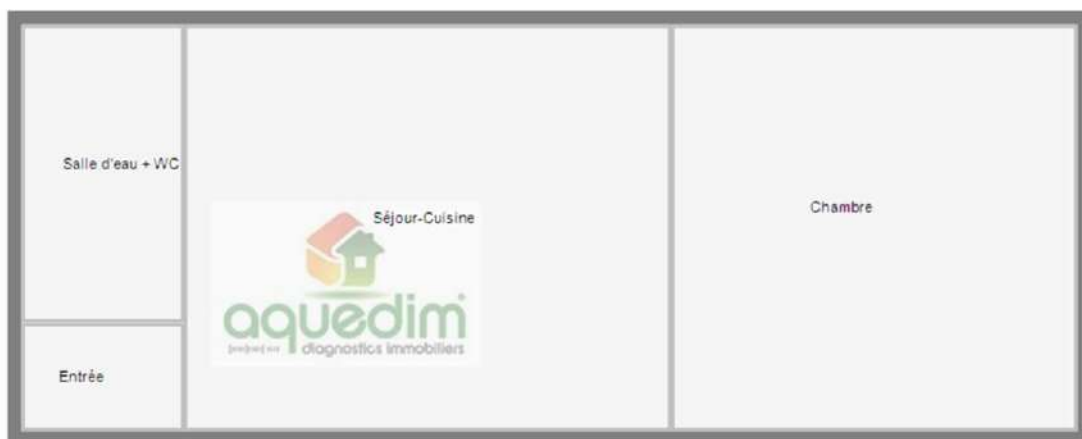 Salle d'eau + WC
Séjour-Cuisine
Chambre
aquedim
diagnostics immobiliers
Entrée